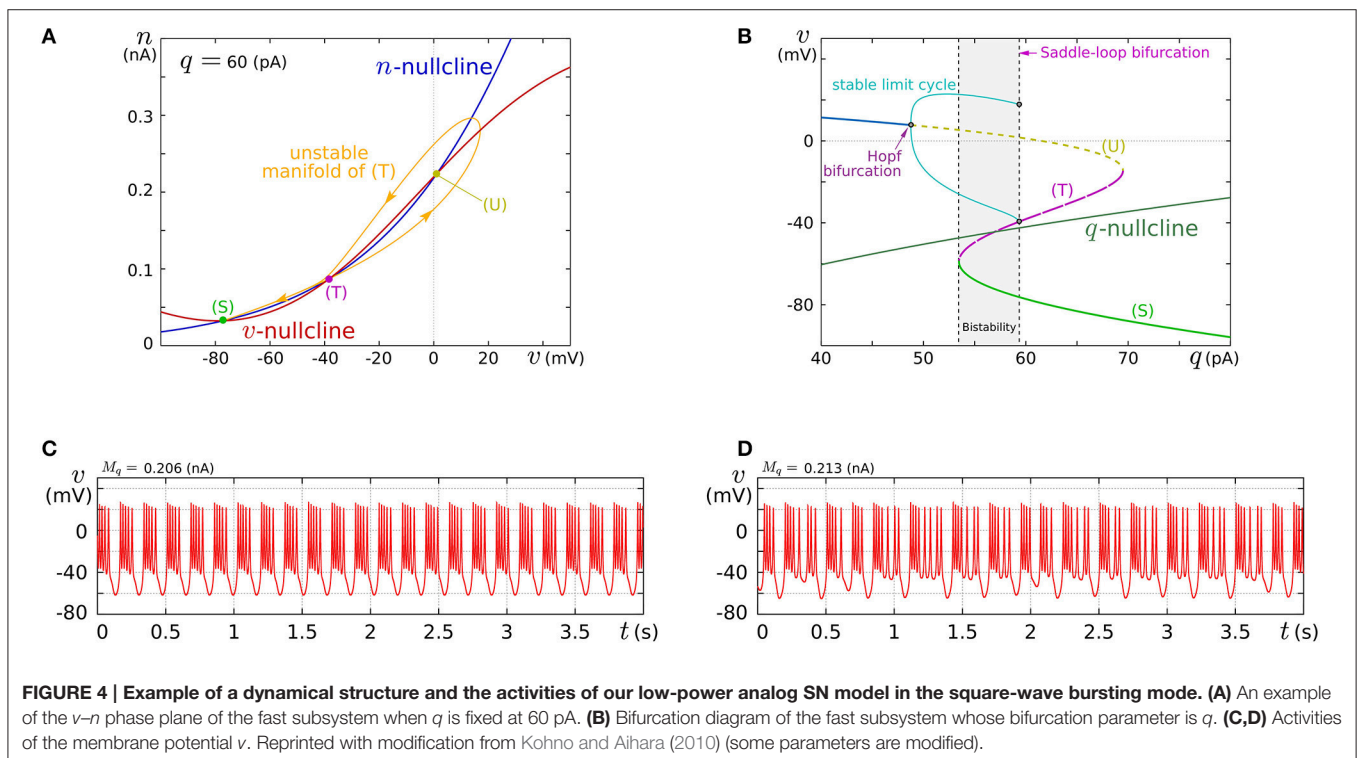 A
n
(nA)
q = 60 (pA)
n-nullcline
0.3
unstable
manifold of (T)
0.2
(U)
0.1
(T)
(S)
v-nullcline
0
-80 -60 -40 -20 0 20 v (mV)
B
v
(mV)
Saddle-loop bifurcation
stable limit cycle
0
Hopf
bifurcation
(U)
(T)
-40
q-nullcline
-80
(S)
Bistability
40 50 60 70 q (pA)
C
M_q = 0.206 (nA)
v
(mV)
0
-40
-80
0 0.5 1 1.5 2 2.5 3 3.5 t (s)
D
M_q = 0.213 (nA)
v
(mV)
0
-40
-80
0 0.5 1 1.5 2 2.5 3 3.5 t (s)
FIGURE 4 | Example of a dynamical structure and the activities of our low-power analog SN model in the square-wave bursting mode. (A) An example
of the v–n phase plane of the fast subsystem when q is fixed at 60 pA. (B) Bifurcation diagram of the fast subsystem whose bifurcation parameter is q. (C,D) Activities
of the membrane potential v. Reprinted with modification from Kohno and Aihara (2010) (some parameters are modified).